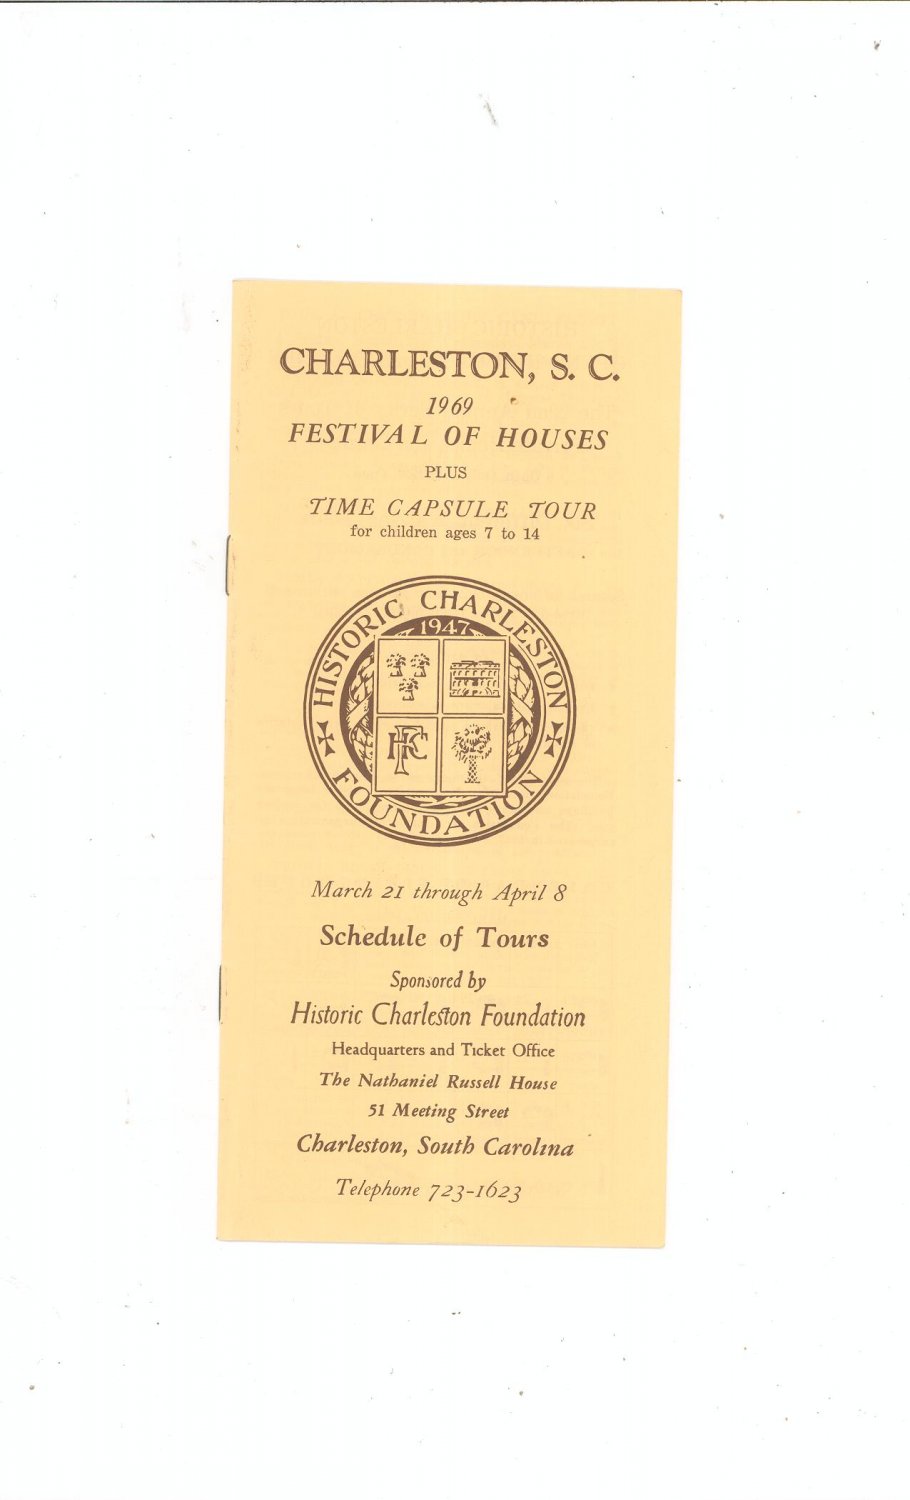 CHARLESTON, S. C.
1969
FESTIVAL OF HOUSES
PLUS
TIME CAPSULE TOUR
for children ages 7 to 14
HISTORIC CHARLESTON
1947
HFC
FOUNDATION
March 21 through April 8
Schedule of Tours
Sponsored by
Historic Charleston Foundation
Headquarters and Ticket Office
The Nathaniel Russell House
51 Meeting Street
Charleston, South Carolina
Telephone 723-1623